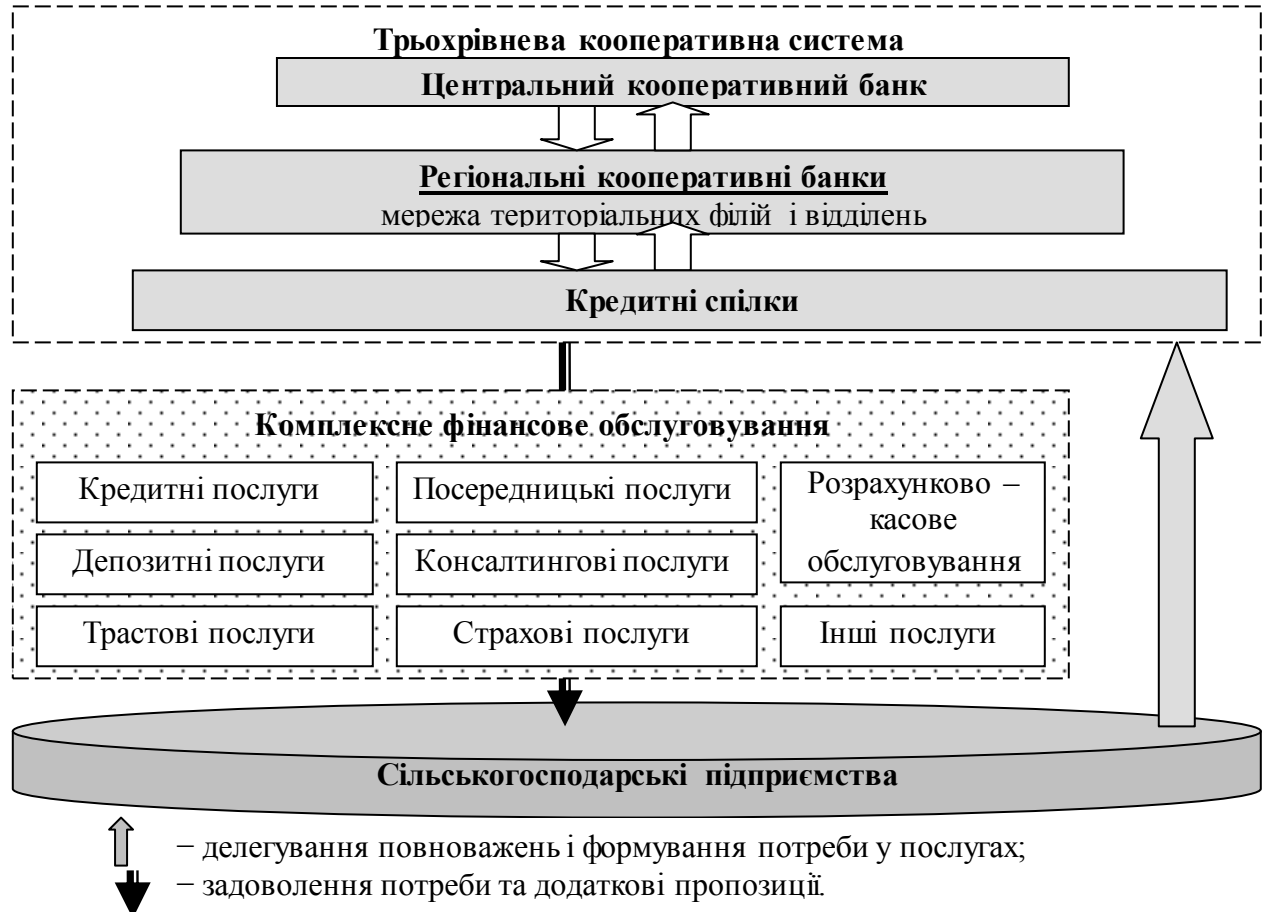 Трьохрівнева кооперативна система
Центральний кооперативний банк
Регіональні кооперативні банки
мережа територіальних філій і відділень
Кредитні спілки
Комплексне фінансове обслуговування
Кредитні послуги
Посередницькі послуги
Розрахунково –
касове
обслуговування
Депозитні послуги
Консалтингові послуги
Трастові послуги
Страхові послуги
Інші послуги
Сільськогосподарські підприємства
– делегування повноважень і формування потреби у послугах;
– задоволення потреби та додаткові пропозиції.